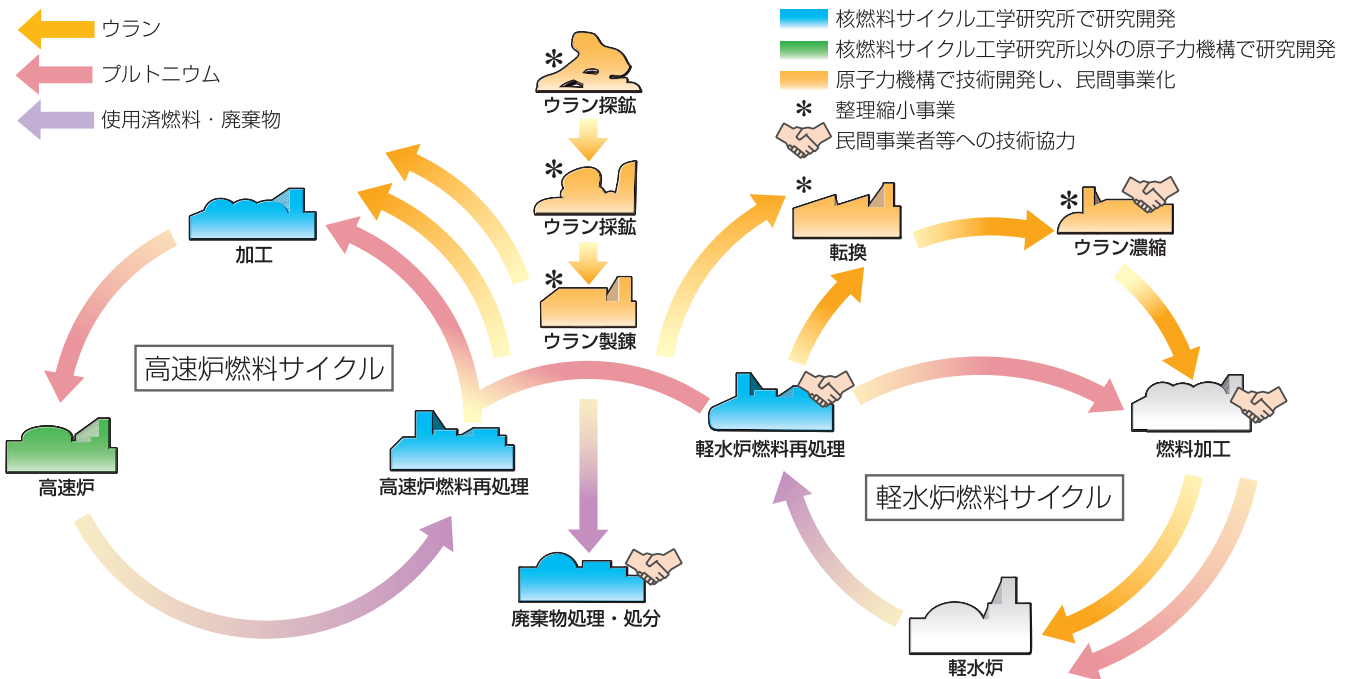 ウラン
プルトニウム
使用済燃料・廃棄物
核燃料サイクル工学研究所で研究開発
核燃料サイクル工学研究所以外の原子力機構で研究開発
原子力機構で技術開発し、民間事業化
* 整理縮小事業
民間事業者等への技術協力
*
ウラン探鉱
*
ウラン探鉱
*
ウラン製錬
*
転換
*
ウラン濃縮
加工
高速炉燃料サイクル
高速炉
高速炉燃料再処理
軽水炉燃料再処理
燃料加工
軽水炉燃料サイクル
廃棄物処理・処分
軽水炉